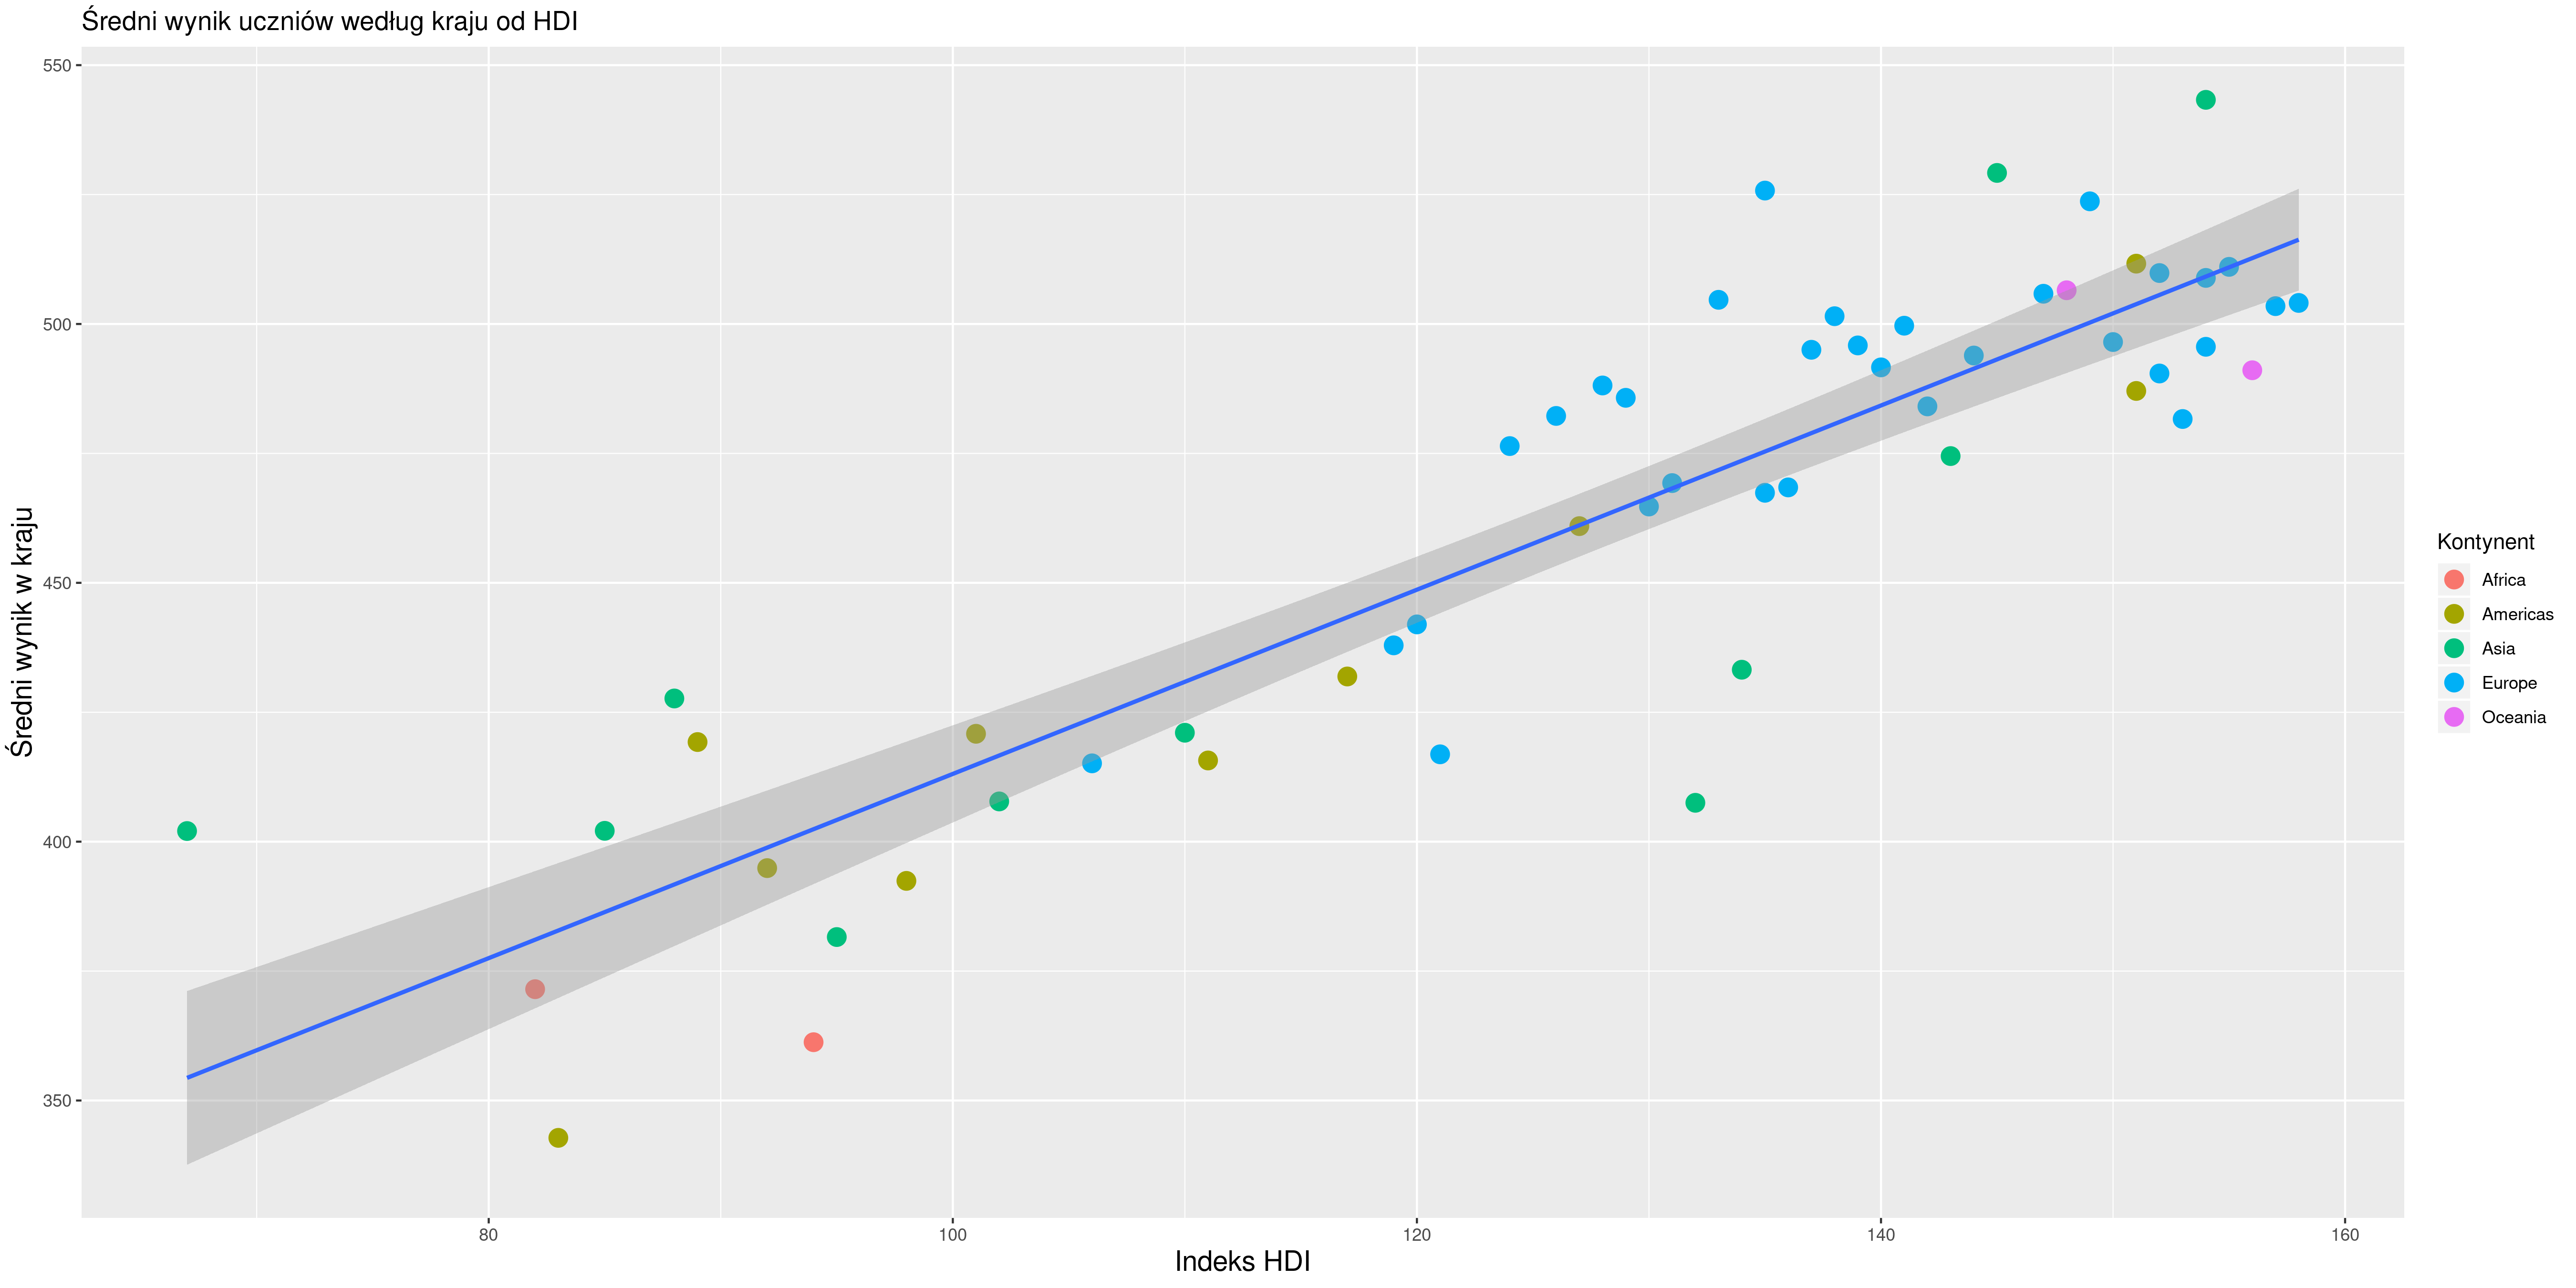 Średni wynik uczniów według kraju od HDI
550
500
450
400
350
Średni wynik w kraju
80
100
120
140
160
Indeks HDI
Kontynent
Africa
Americas
Asia
Europe
Oceania